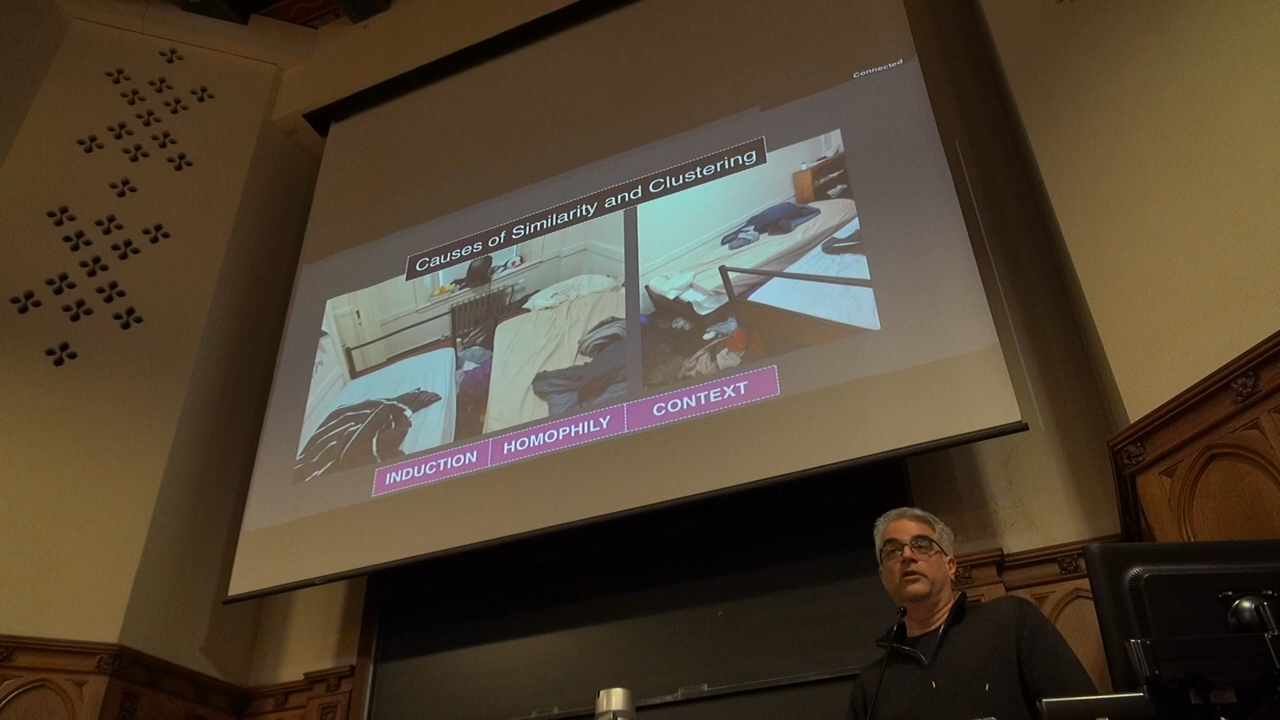 Connected
Causes of Similarity and Clustering
INDUCTION
HOMOPHILY
CONTEXT